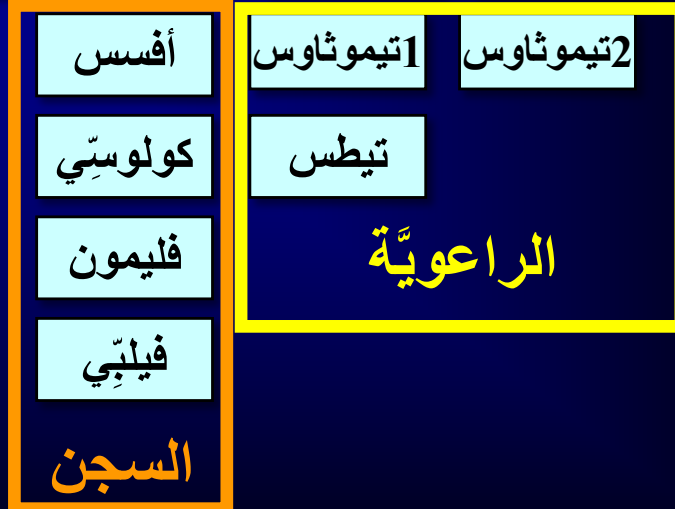 أفسس
كولوسِّي
فليمون
فيلبِّي
السجن
1تيموثاوس
2تيموثاوس
تيطس
الراعويَّة